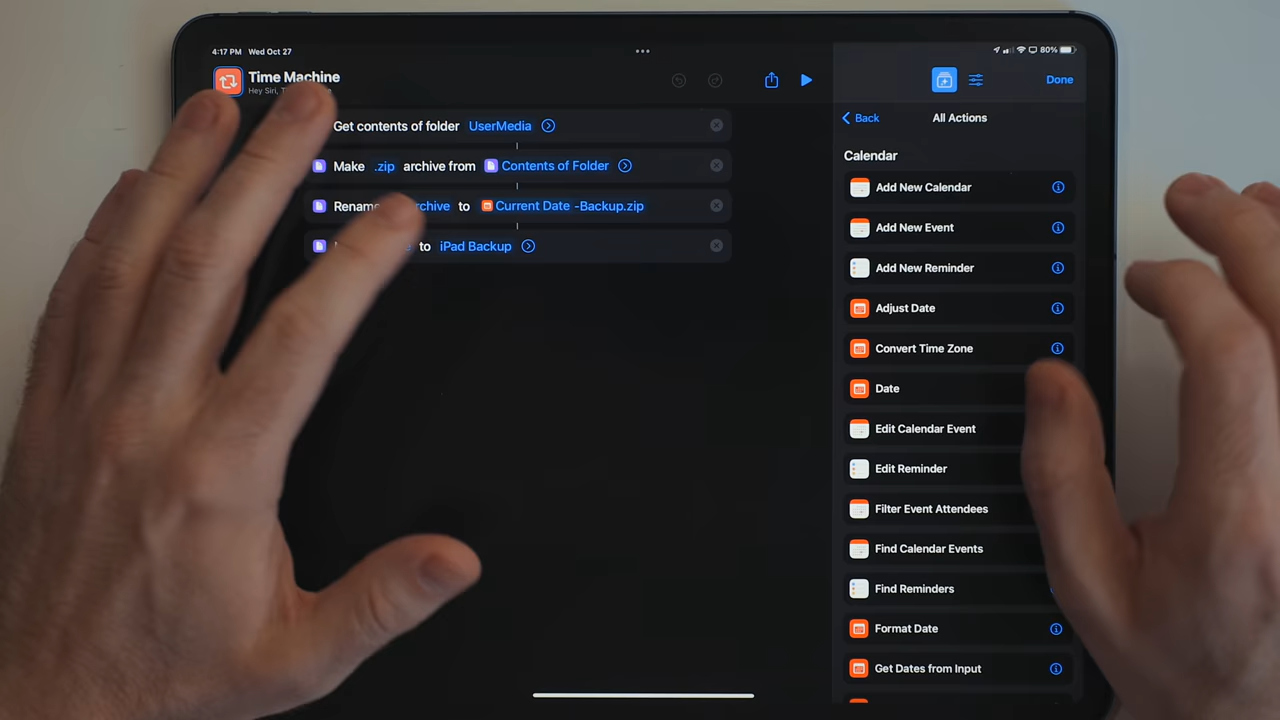 4:17 PM Wed Oct 27
80%
Time Machine
Hey Siri,
Done
Get contents of folder UserMedia
Make .zip archive from Contents of Folder
to Current Date -Backup.zip
to iPad Backup
Back
All Actions
Calendar
Add New Calendar
Add New Event
Add New Reminder
Adjust Date
Convert Time Zone
Date
Edit Calendar Event
Edit Reminder
Filter Event Attendees
Find Calendar Events
Find Reminders
Format Date
Get Dates from Input